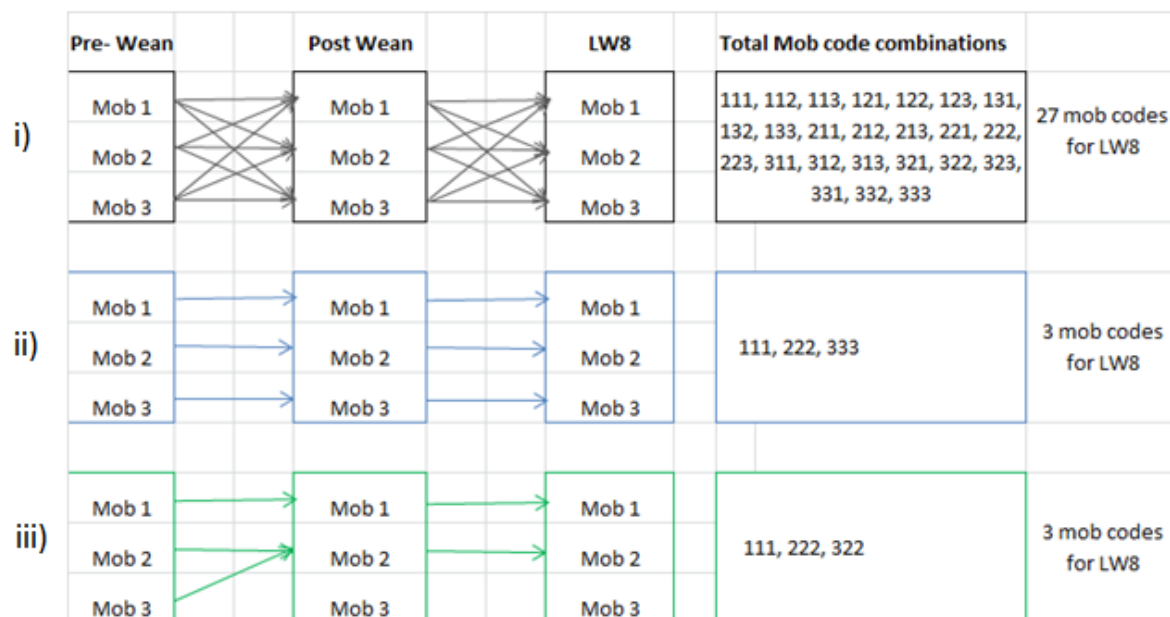 Pre- Wean Post Wean LW8 Total Mob code combinations
i)
Mob 1 Mob 1 Mob 1
Mob 2 Mob 2 Mob 2
Mob 3 Mob 3 Mob 3
111, 112, 113, 121, 122, 123, 131,
132, 133, 211, 212, 213, 221, 222,
223, 311, 312, 313, 321, 322, 323,
331, 332, 333
27 mob codes
for LW8
ii)
Mob 1 Mob 1 Mob 1
Mob 2 Mob 2 Mob 2
Mob 3 Mob 3 Mob 3
111, 222, 333
3 mob codes
for LW8
iii)
Mob 1 Mob 1 Mob 1
Mob 2 Mob 2 Mob 2
Mob 3 Mob 3 Mob 3
111, 222, 322
3 mob codes
for LW8